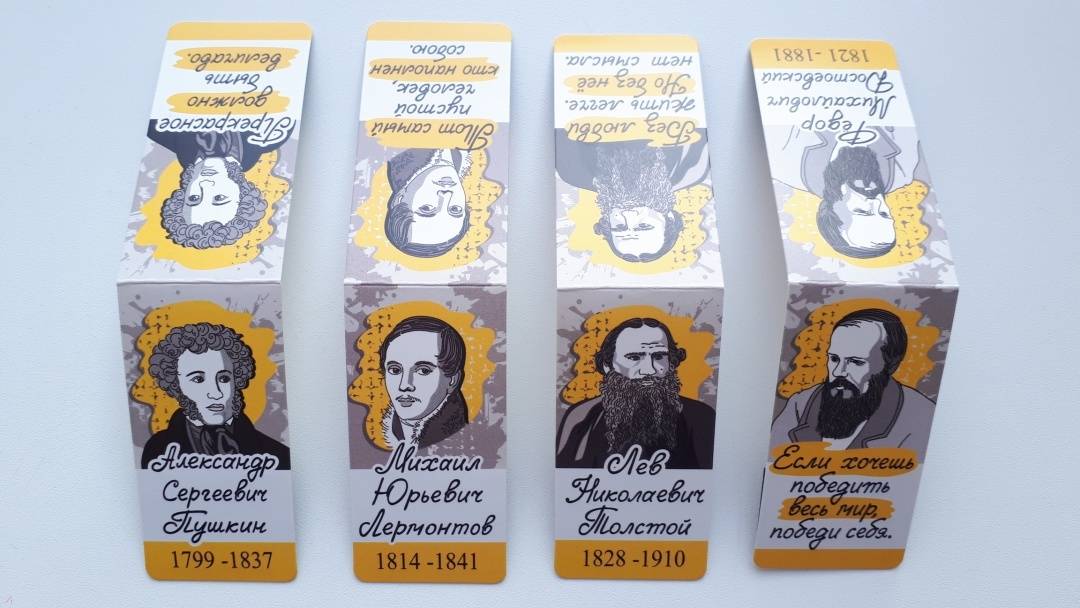 Прекрасное
должно
быть
величаво.
Александр
Сергеевич
Пушкин
1799 -1837
Тот самый
пустой
человек,
кто наполнен
собою.
Михаил
Юрьевич
Лермонтов
1814 -1841
Без любви
жить легче.
Но без неё
нет смысла.
Лев
Николаевич
Толстой
1828 -1910
Фёдор
Михайлович
Достоевский
1821 - 1881
Если хочешь
победить
весь мир,
победи себя.